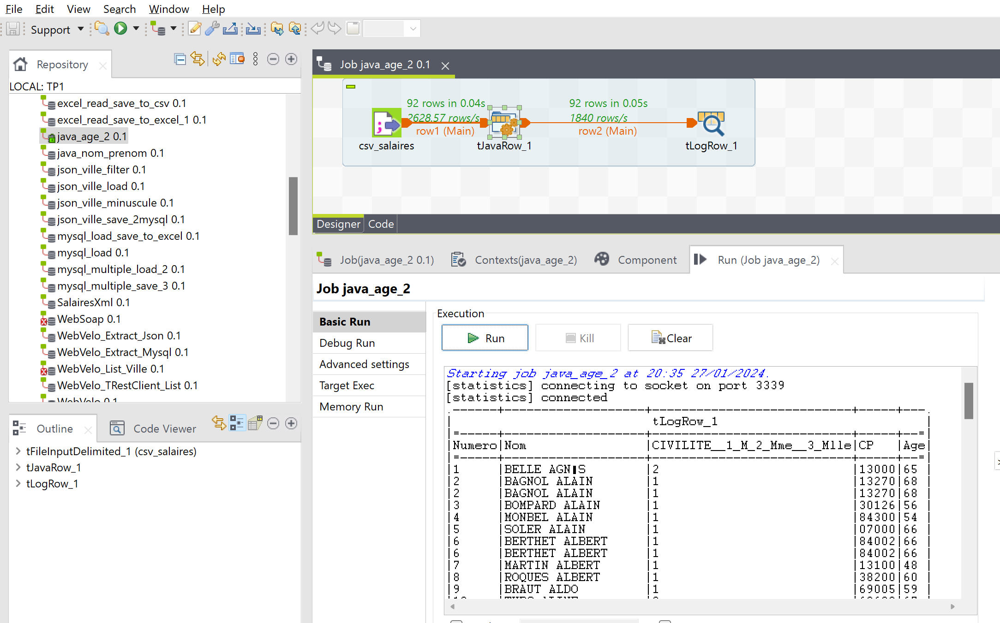 File Edit View Search Window Help
Support
Repository
LOCAL: TP1
excel_read_save_to_csv 0.1
excel_read_save_to_excel_1 0.1
java_age_2 0.1
java_nom_prenom 0.1
json_ville_filter 0.1
json_ville_load 0.1
json_ville_minuscule 0.1
json_ville_save_2mysql 0.1
mysql_load_save_to_excel 0.1
mysql_load 0.1
mysql_multiple_load_2 0.1
mysql_multiple_save_3 0.1
SalairesXml 0.1
WebSoap 0.1
WebVelo_Extract_Json 0.1
WebVelo_Extract_Mysql 0.1
WebVelo_List_Ville 0.1
WebVelo_TRestClient_List 0.1
WebVelo 0.1
Outline
Code Viewer
tFileInputDelimited_1 (csv_salaires)
tJavaRow_1
tLogRow_1
Job java_age_2 0.1
92 rows in 0.04s
2628.57 rows/s
row1 (Main)
92 rows in 0.05s
1840 rows/s
row2 (Main)
csv_salaires
tJavaRow_1
tLogRow_1
Designer Code
Job(java_age_2 0.1)
Contexts(java_age_2)
Component
Run (Job java_age_2)
Job java_age_2
Basic Run
Debug Run
Advanced settings
Target Exec
Memory Run
Execution
Run
Kill
Clear
Starting job java_age_2 at 20:35 27/01/2024.
[statistics] connecting to socket on port 3339
[statistics] connected
.------+--------------------+----------------------------+-----+---.
| tLogRow_1 |
|=-----+--------------------+----------------------------+-----+--=|
|Numero|Nom |CIVILITE__1_M_2_Mme__3_Mlle|CP |Age|
|=-----+--------------------+----------------------------+-----+--=|
|1 |BELLE AGN▮S |2 |13000|65 |
|2 |BAGNOL ALAIN |1 |13270|68 |
|2 |BAGNOL ALAIN |1 |13270|68 |
|3 |BOMPARD ALAIN |1 |30126|56 |
|4 |MONBEL ALAIN |1 |84300|54 |
|5 |SOLER ALAIN |1 |07000|66 |
|6 |BERTHET ALBERT |1 |84002|66 |
|6 |BERTHET ALBERT |1 |84002|66 |
|7 |MARTIN ALBERT |1 |13100|48 |
|8 |ROQUES ALBERT |1 |38200|60 |
|9 |BRAUT ALDO |1 |69005|59 |